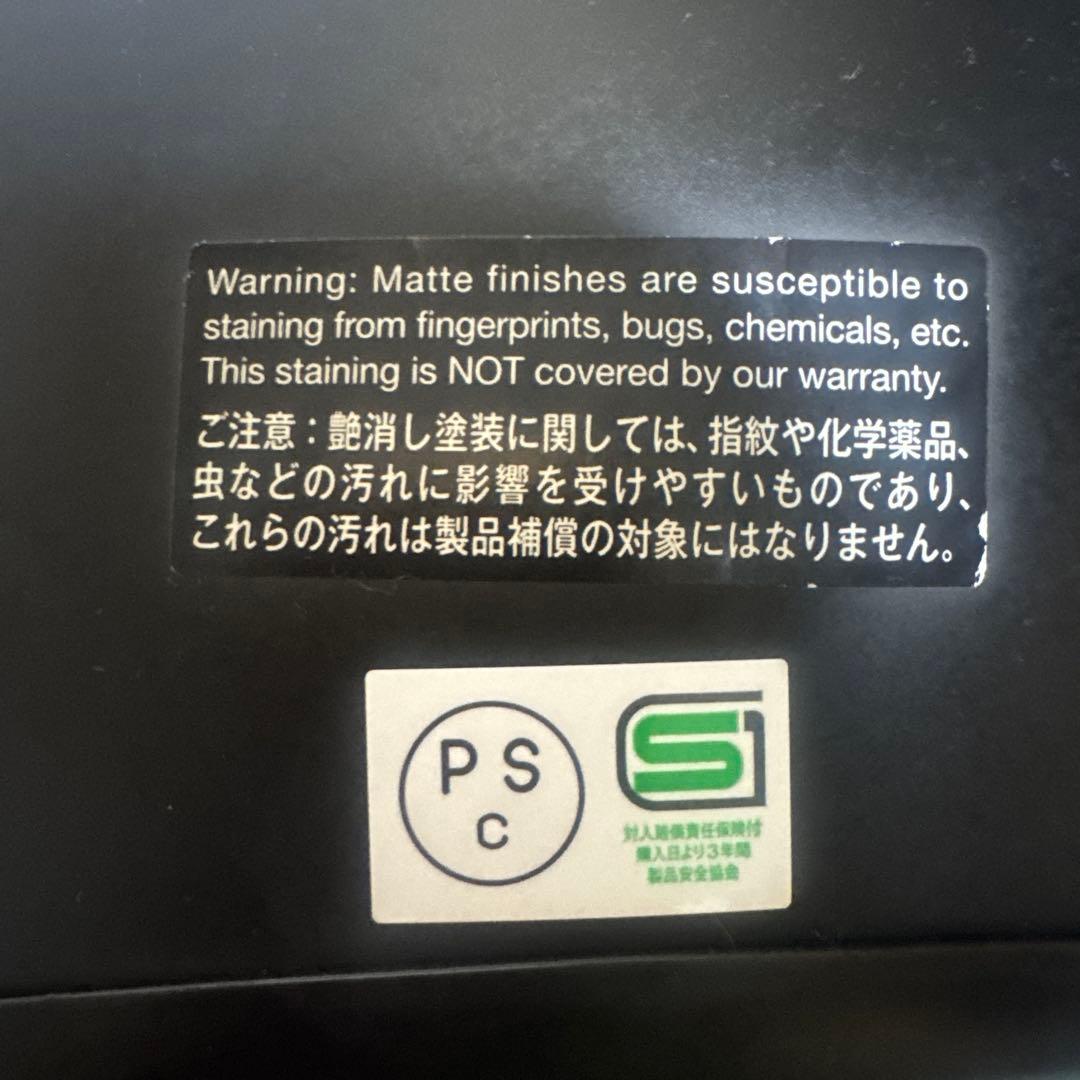 Warning: Matte finishes are susceptible to
staining from fingerprints, bugs, chemicals, etc.
This staining is NOT covered by our warranty.
ご注意：艶消し塗装に関しては、指紋や化学薬品、
虫などの汚れに影響を受けやすいものであり、
これらの汚れは製品補償の対象にはなりません。
P S
C
SG
対人賠償責任保険付
購入日より3年間
製品安全協会